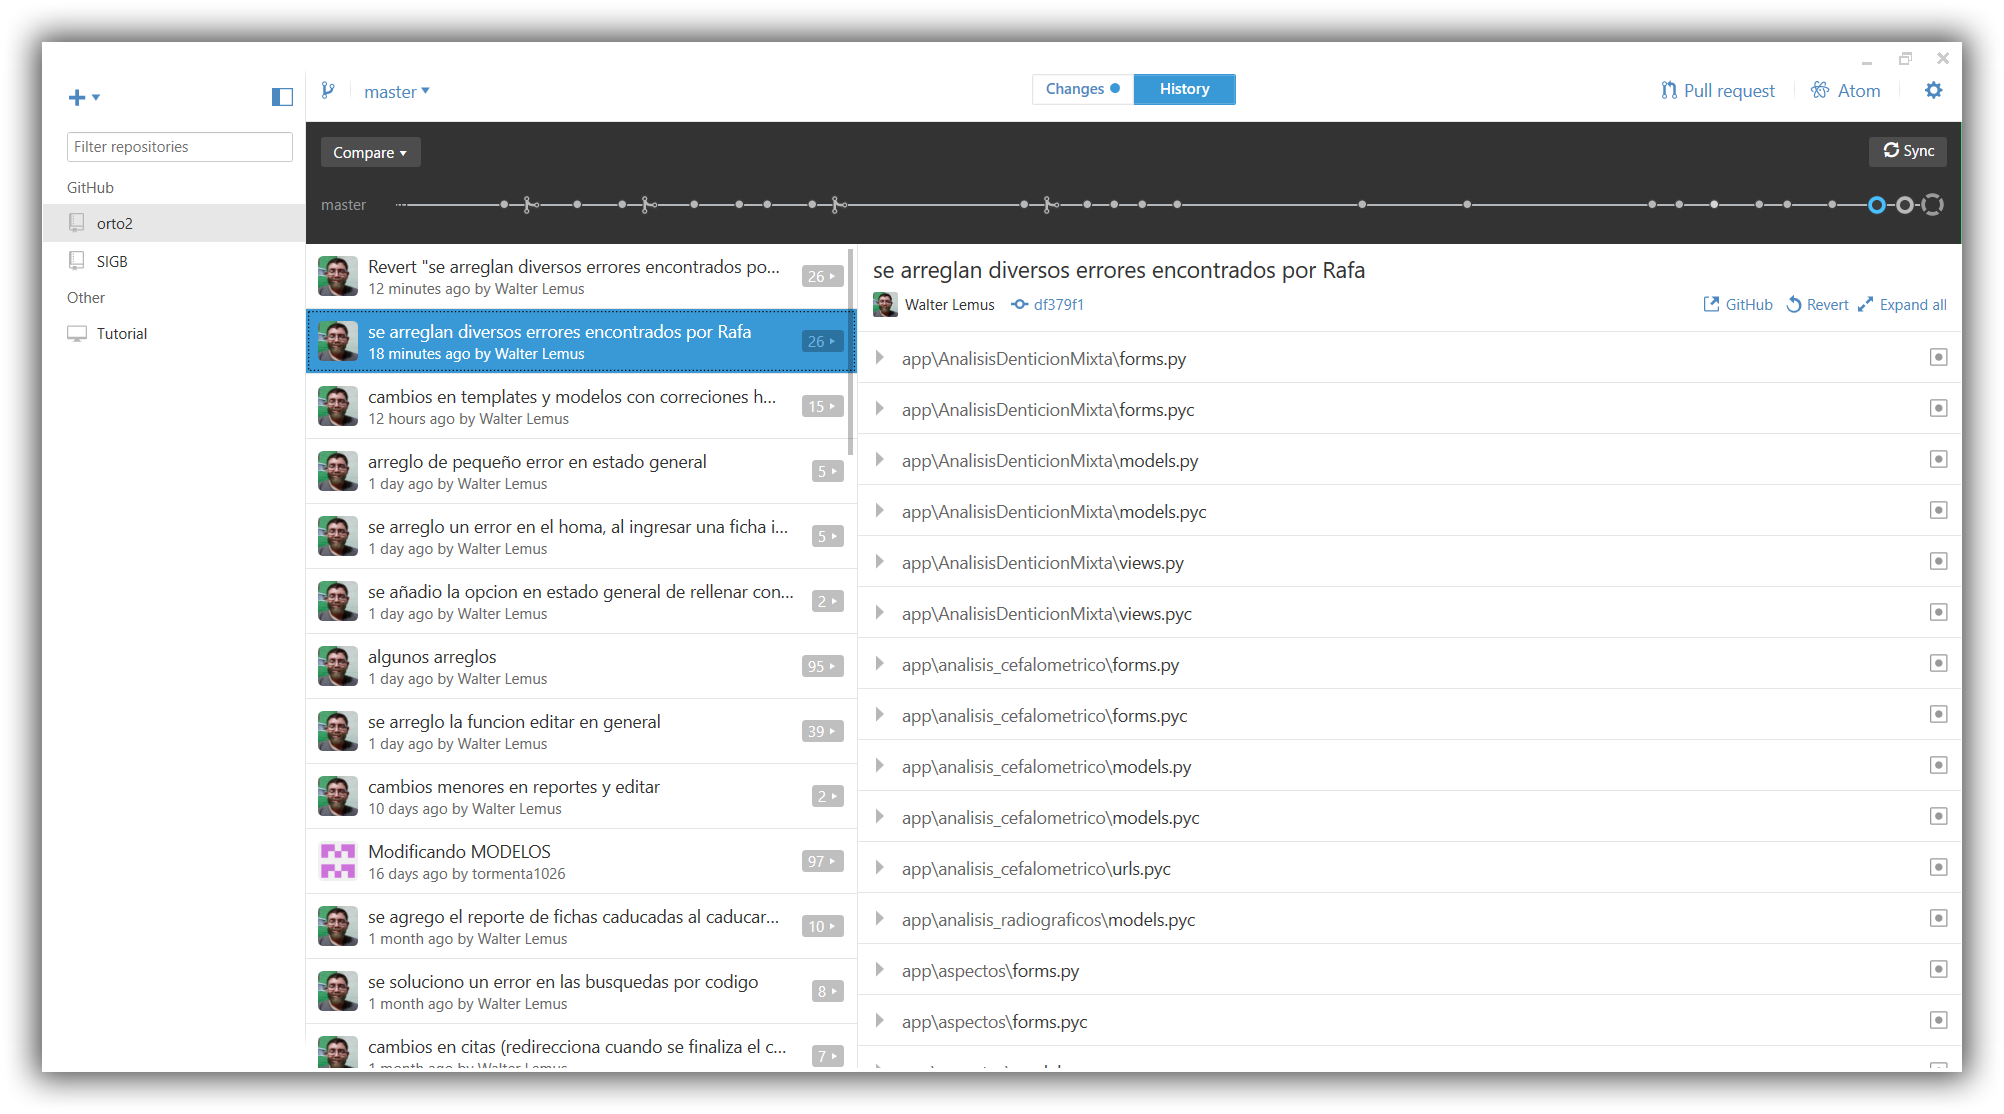 master
Changes
History
Pull request
Atom
Filter repositories
GitHub
orto2
SIGB
Other
Tutorial
Compare
Sync
master
Revert "se arreglan diversos errores encontrados po...
12 minutes ago by Walter Lemus
26
se arreglan diversos errores encontrados por Rafa
18 minutes ago by Walter Lemus
26
cambios en templates y modelos con correciones h...
12 hours ago by Walter Lemus
15
arreglo de pequeño error en estado general
1 day ago by Walter Lemus
5
se arreglo un error en el homa, al ingresar una ficha i...
1 day ago by Walter Lemus
5
se añadio la opcion en estado general de rellenar con...
1 day ago by Walter Lemus
2
algunos arreglos
1 day ago by Walter Lemus
95
se arreglo la funcion editar en general
1 day ago by Walter Lemus
39
cambios menores en reportes y editar
10 days ago by Walter Lemus
2
Modificando MODELOS
16 days ago by tormenta1026
97
se agrego el reporte de fichas caducadas al caducar...
1 month ago by Walter Lemus
10
se soluciono un error en las busquedas por codigo
1 month ago by Walter Lemus
8
cambios en citas (redirecciona cuando se finaliza el c...
1 month ago by Walter Lemus
7
se arreglan diversos errores encontrados por Rafa
Walter Lemus
df379f1
GitHub
Revert
Expand all
app\AnalisisDenticionMixta\forms.py
app\AnalisisDenticionMixta\forms.pyc
app\AnalisisDenticionMixta\models.py
app\AnalisisDenticionMixta\models.pyc
app\AnalisisDenticionMixta\views.py
app\AnalisisDenticionMixta\views.pyc
app\analisis_cefalometrico\forms.py
app\analisis_cefalometrico\forms.pyc
app\analisis_cefalometrico\models.py
app\analisis_cefalometrico\models.pyc
app\analisis_cefalometrico\urls.pyc
app\analisis_radiograficos\models.pyc
app\aspectos\forms.py
app\aspectos\forms.pyc